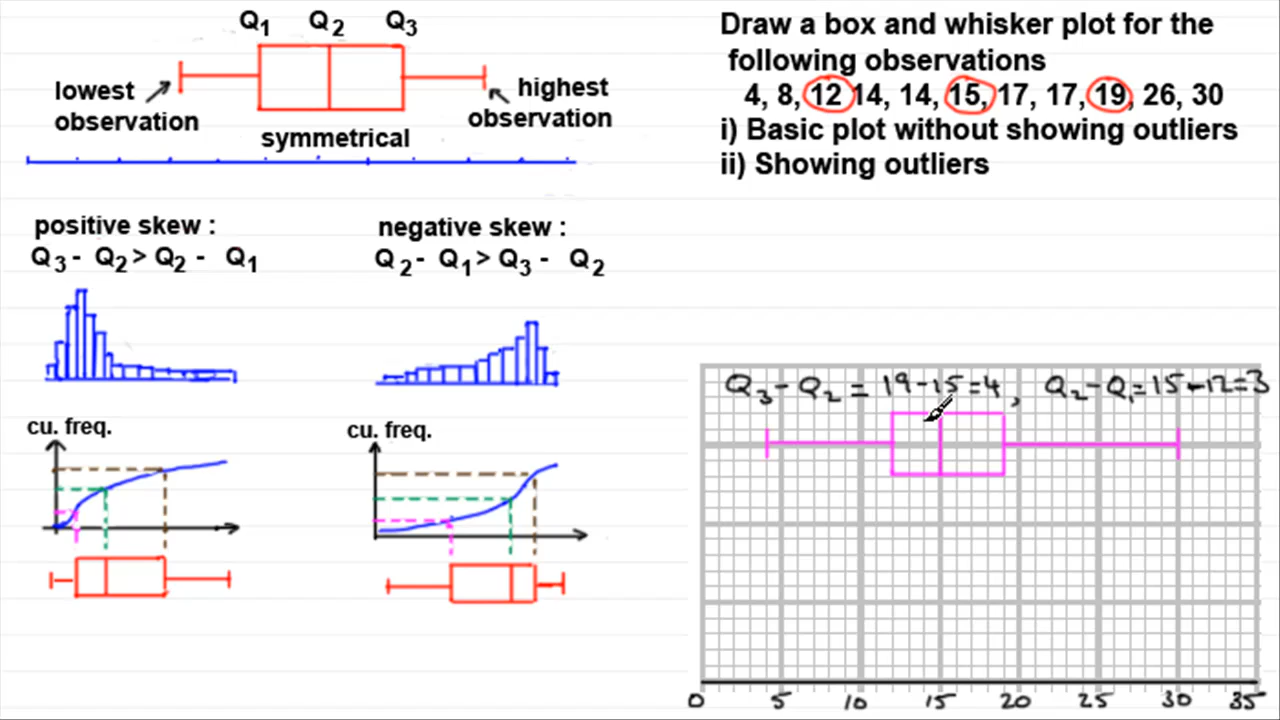 Q1 Q2 Q3
lowest observation
highest observation
symmetrical
positive skew :
Q3 - Q2 > Q2 - Q1
cu. freq.
negative skew :
Q2 - Q1 > Q3 - Q2
cu. freq.
Draw a box and whisker plot for the
following observations
4, 8, 12 14, 14, 15, 17, 17, 19, 26, 30
i) Basic plot without showing outliers
ii) Showing outliers
Q3 - Q2 = 19 - 15 = 4, Q2 - Q1 = 15 - 12 = 3
0 5 10 15 20 25 30 35